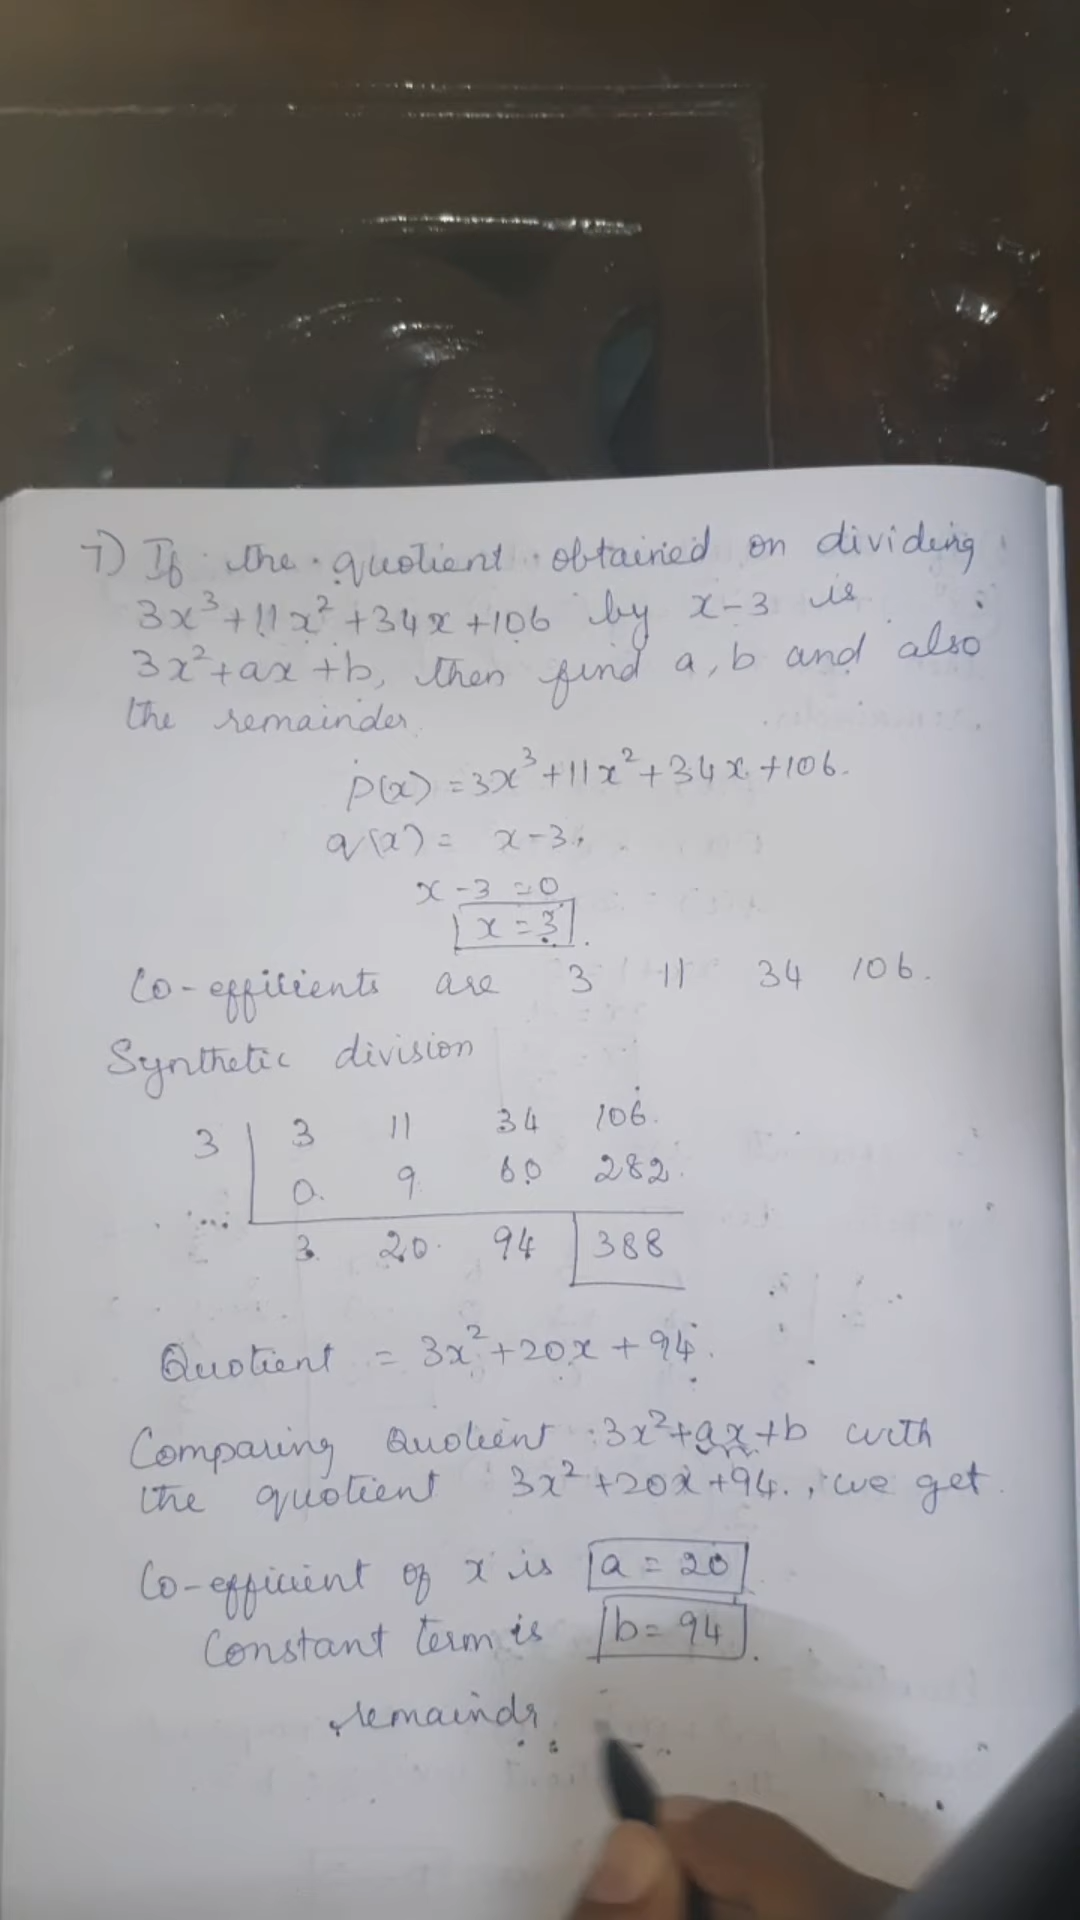 7) If the quotient obtained on dividing
3x³+11x²+34x+106 by x-3 is
3x²+ax+b, then find a, b and also
the remainder.
p(x) = 3x³+11x²+34x+106.
q(x) = x-3.
x-3=0
x=3
Co-efficients are 3 11 34 106.
Synthetic division
3 3 11 34 106
0 9 60 282
3 20 94 388
Quotient = 3x²+20x+94.
Comparing Quotient 3x²+ax+b with
the quotient 3x²+20x+94., we get
Co-efficient of x is a = 20
Constant term is b = 94
remaindr